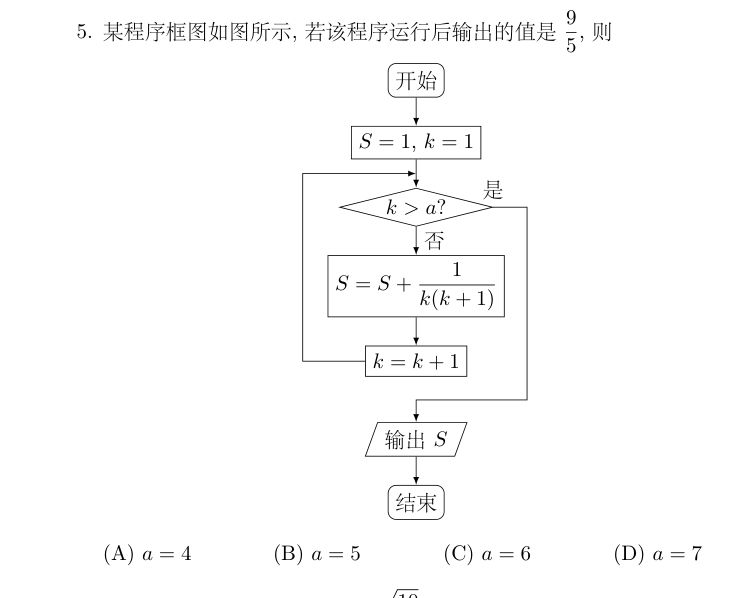 5. 某程序框图如图所示, 若该程序运行后输出的值是 9/5, 则
开始
S = 1, k = 1
是
k > a?
否
S = S + 1/(k(k + 1))
k = k + 1
输出 S
结束
(A) a = 4 (B) a = 5 (C) a = 6 (D) a = 7